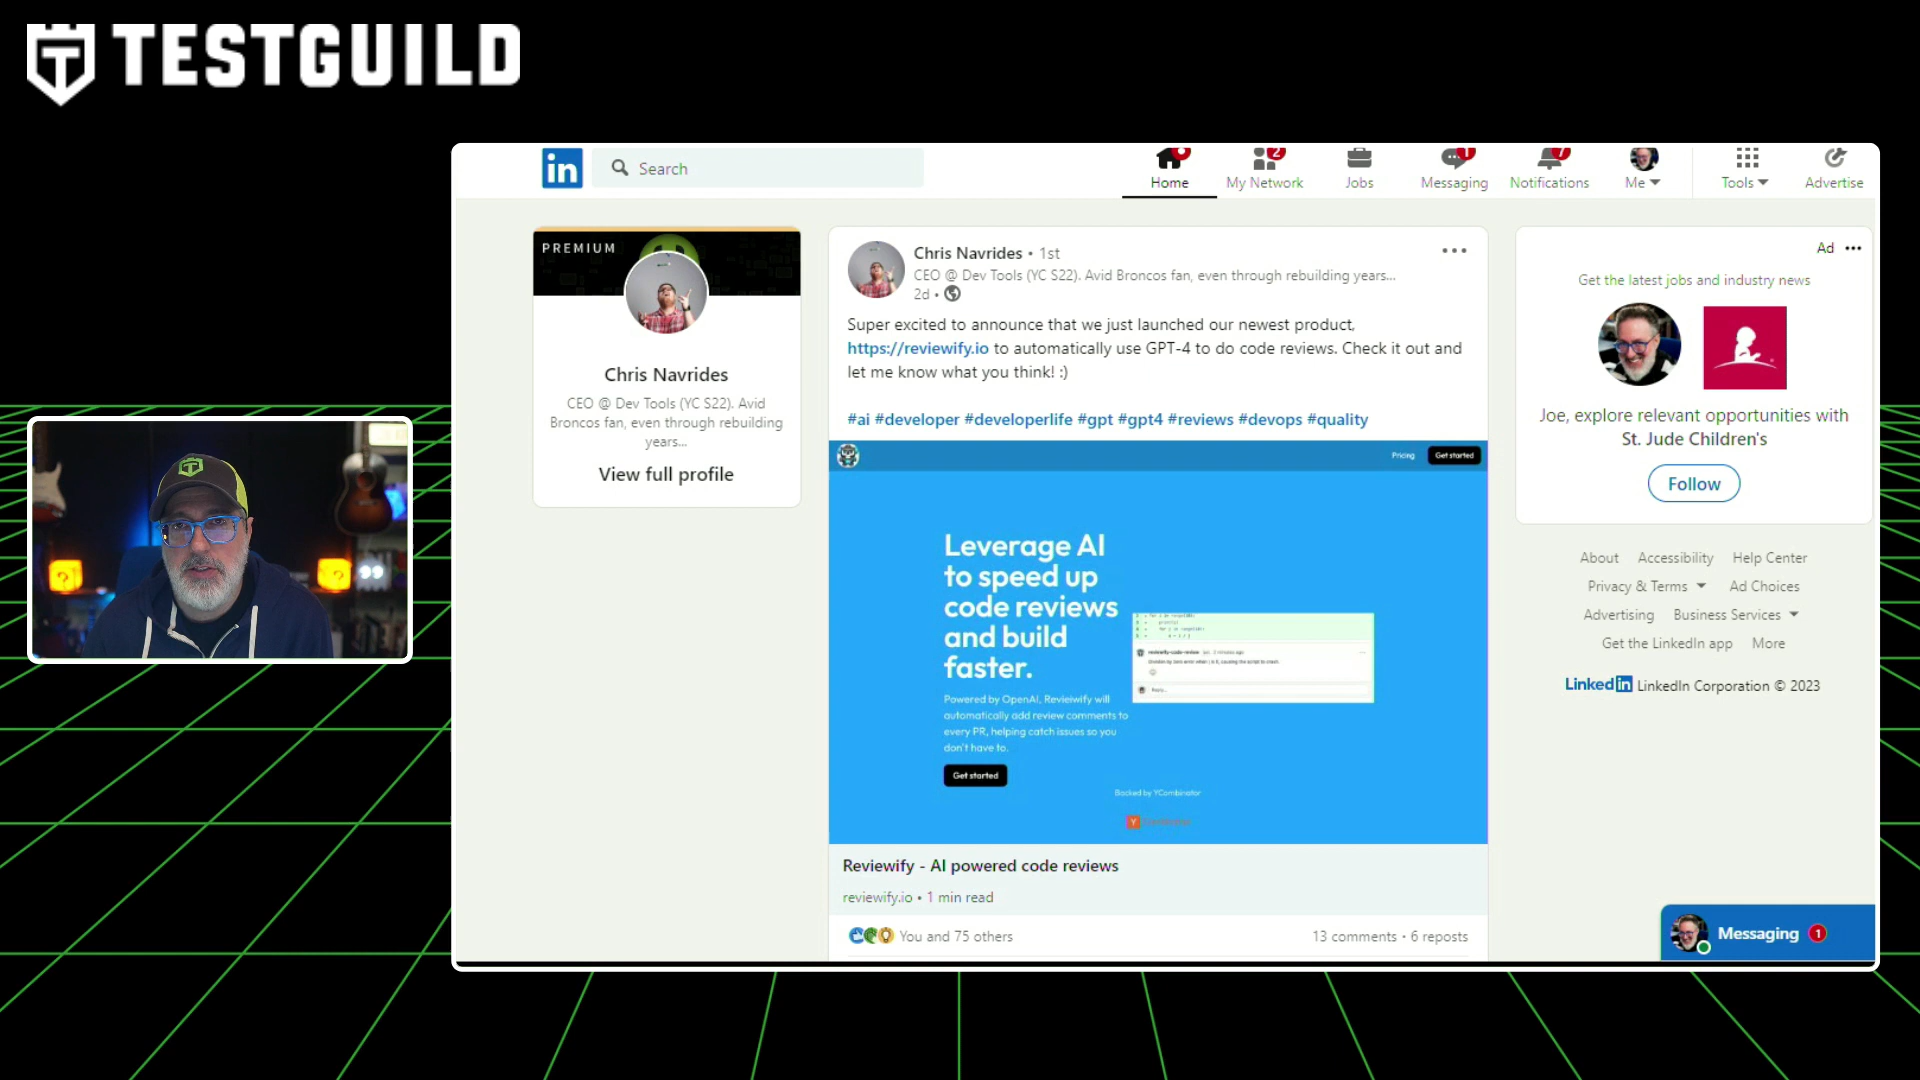 TESTGUILD
in
Search
Home
2
My Network
Jobs
1
Messaging
7
Notifications
Me
Tools
Advertise
PREMIUM
Chris Navrides
CEO @ Dev Tools (YC S22). Avid
Broncos fan, even through rebuilding
years...
View full profile
Chris Navrides • 1st
CEO @ Dev Tools (YC S22). Avid Broncos fan, even through rebuilding years...
2d •
Super excited to announce that we just launched our newest product,
https://reviewify.io to automatically use GPT-4 to do code reviews. Check it out and
let me know what you think! :)
#ai #developer #developerlife #gpt #gpt4 #reviews #devops #quality
Pricing
Get started
Leverage AI
to speed up
code reviews
and build
faster.
Powered by OpenAI, Revieiwify will
automatically add review comments to
every PR, helping catch issues so you
don't have to.
Get started
Backed by YCombinator
Y
Reviewify - AI powered code reviews
reviewify.io • 1 min read
You and 75 others
13 comments • 6 reposts
Ad
Get the latest jobs and industry news
Joe, explore relevant opportunities with
St. Jude Children's
Follow
About Accessibility Help Center
Privacy & Terms Ad Choices
Advertising Business Services
Get the LinkedIn app More
LinkedIn LinkedIn Corporation © 2023
Messaging 1